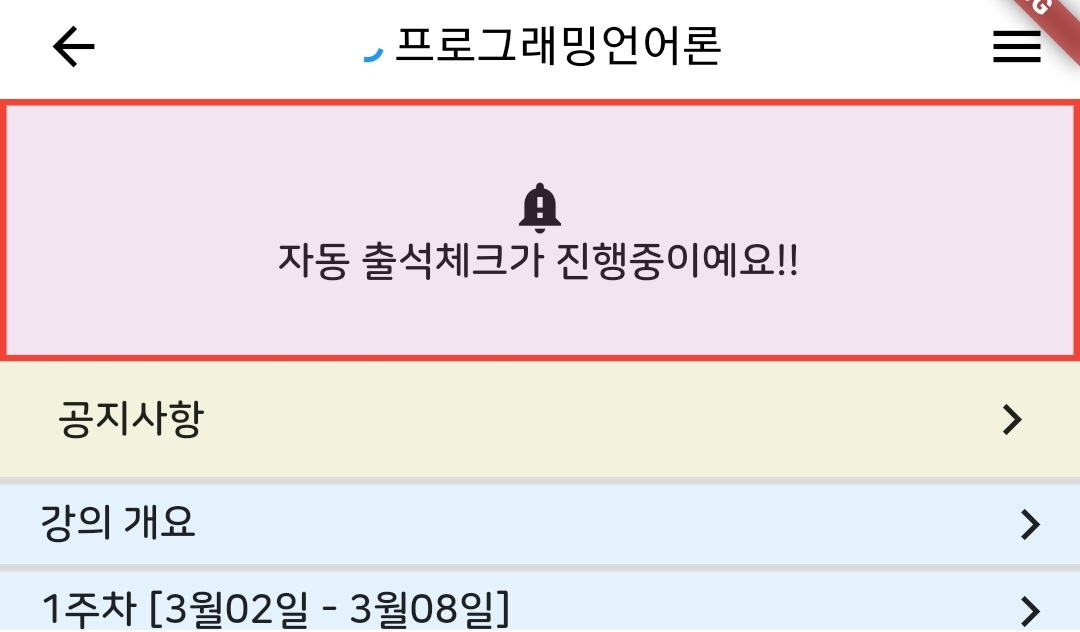 프로그래밍언어론
자동 출석체크가 진행중이예요!!
공지사항
강의 개요
1주차 [3월02일 - 3월08일]